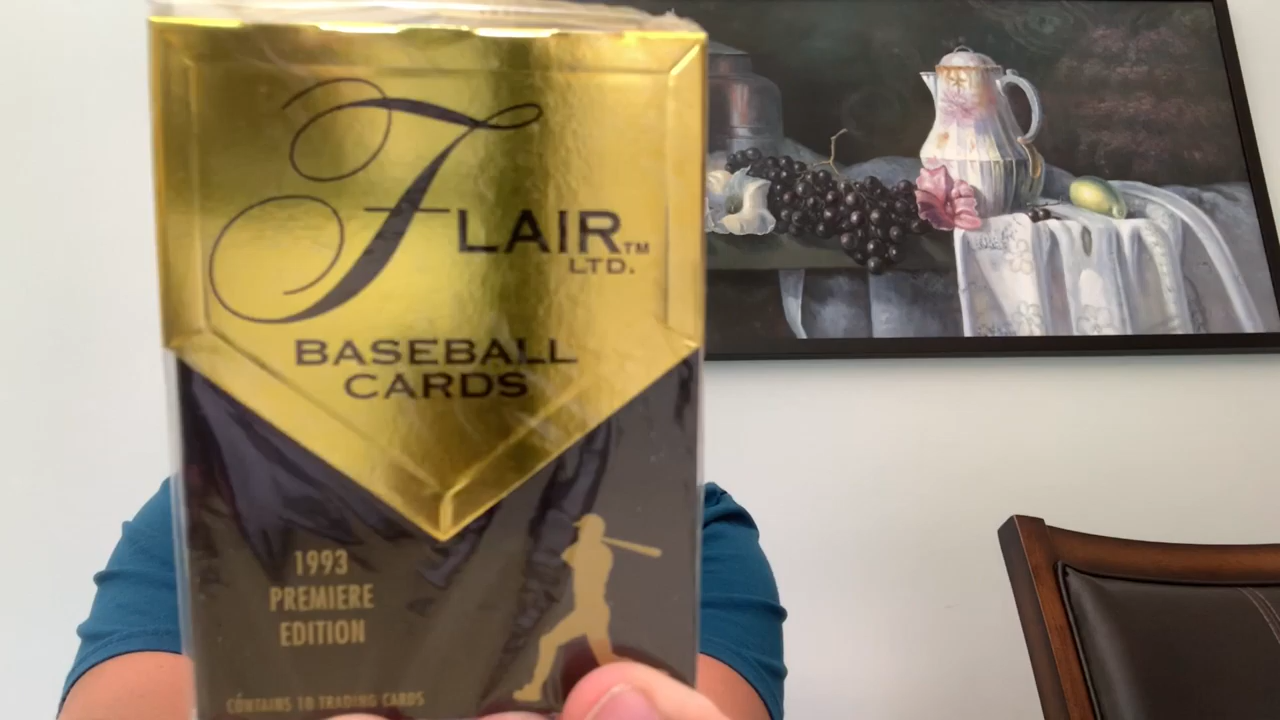 FLAIR™
LTD.
BASEBALL
CARDS
1993
PREMIERE
EDITION
CONTAINS 10 TRADING CARDS